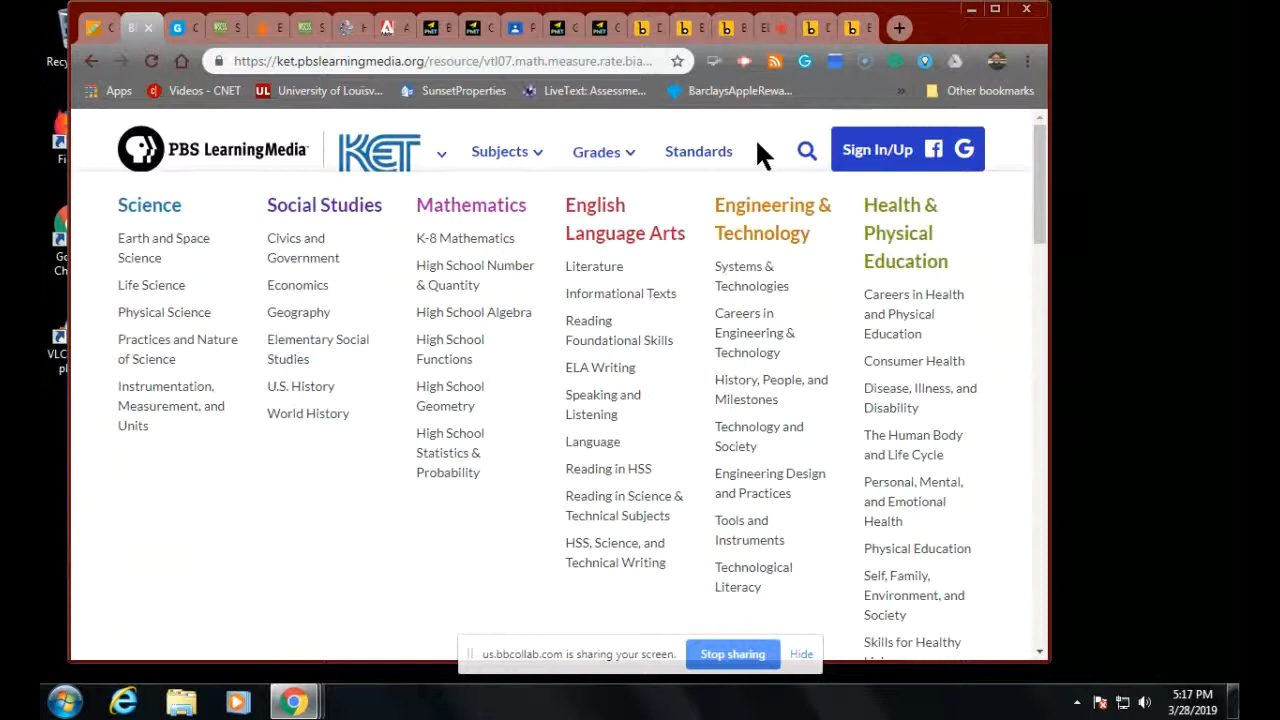 Recy
https://ket.pbslearningmedia.org/resource/vtl07.math.measure.rate.bia...
Apps
Videos - CNET
University of Louisv...
SunsetProperties
LiveText: Assessme...
BarclaysAppleRewa...
»
Other bookmarks
PBS LearningMedia
KET
Subjects
Grades
Standards
Sign In/Up
Science
Earth and Space
Science
Life Science
Physical Science
Practices and Nature
of Science
Instrumentation,
Measurement, and
Units
Social Studies
Civics and
Government
Economics
Geography
Elementary Social
Studies
U.S. History
World History
Mathematics
K-8 Mathematics
High School Number
& Quantity
High School Algebra
High School
Functions
High School
Geometry
High School
Statistics &
Probability
English
Language Arts
Literature
Informational Texts
Reading
Foundational Skills
ELA Writing
Speaking and
Listening
Language
Reading in HSS
Reading in Science &
Technical Subjects
HSS, Science, and
Technical Writing
Engineering &
Technology
Systems &
Technologies
Careers in
Engineering &
Technology
History, People, and
Milestones
Technology and
Society
Engineering Design
and Practices
Tools and
Instruments
Technological
Literacy
Health &
Physical
Education
Careers in Health
and Physical
Education
Consumer Health
Disease, Illness, and
Disability
The Human Body
and Life Cycle
Personal, Mental,
and Emotional
Health
Physical Education
Self, Family,
Environment, and
Society
Skills for Healthy
Fi
Go
Ch
VLC
pl
us.bbcollab.com is sharing your screen.
Stop sharing
Hide
5:17 PM
3/28/2019